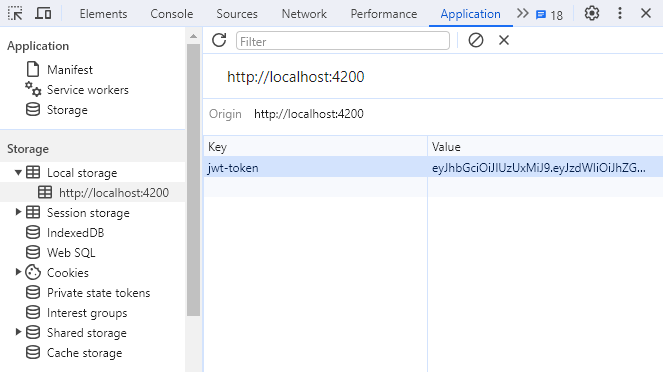 Elements Console Sources Network Performance Application 18
Application
Manifest
Service workers
Storage
Storage
Local storage
http://localhost:4200
Session storage
IndexedDB
Web SQL
Cookies
Private state tokens
Interest groups
Shared storage
Cache storage
Filter
http://localhost:4200
Origin http://localhost:4200
Key Value
jwt-token eyJhbGciOiJIUzUxMiJ9.eyJzdWIiOiJhZG...